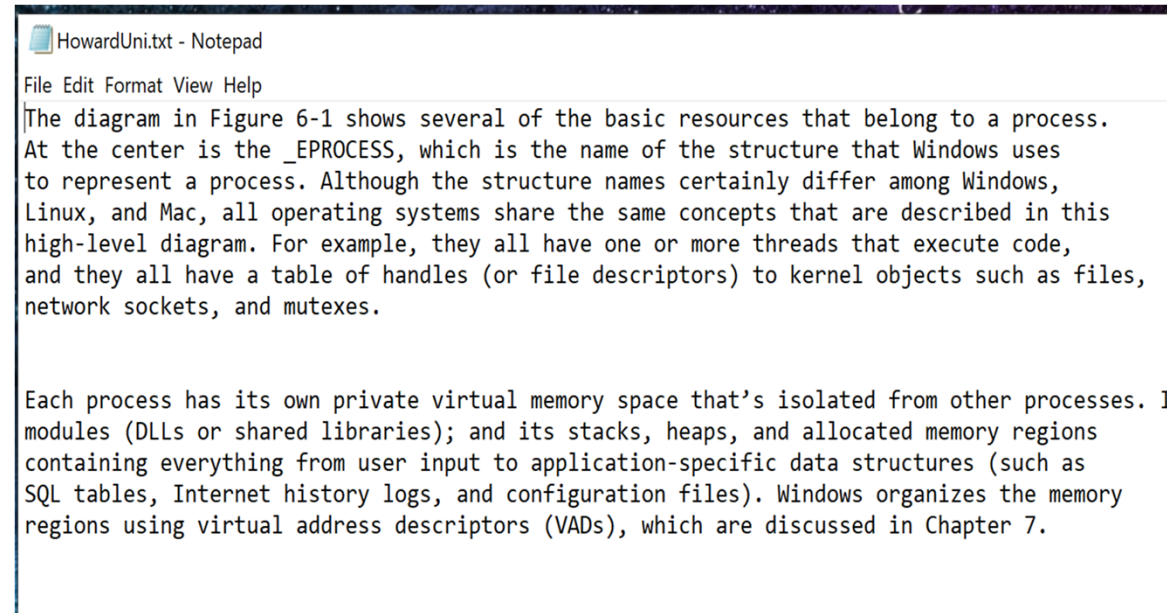 HowardUni.txt - Notepad
File Edit Format View Help
The diagram in Figure 6-1 shows several of the basic resources that belong to a process.
At the center is the _EPROCESS, which is the name of the structure that Windows uses
to represent a process. Although the structure names certainly differ among Windows,
Linux, and Mac, all operating systems share the same concepts that are described in this
high-level diagram. For example, they all have one or more threads that execute code,
and they all have a table of handles (or file descriptors) to kernel objects such as files,
network sockets, and mutexes.
Each process has its own private virtual memory space that’s isolated from other processes.
modules (DLLs or shared libraries); and its stacks, heaps, and allocated memory regions
containing everything from user input to application-specific data structures (such as
SQL tables, Internet history logs, and configuration files). Windows organizes the memory
regions using virtual address descriptors (VADs), which are discussed in Chapter 7.